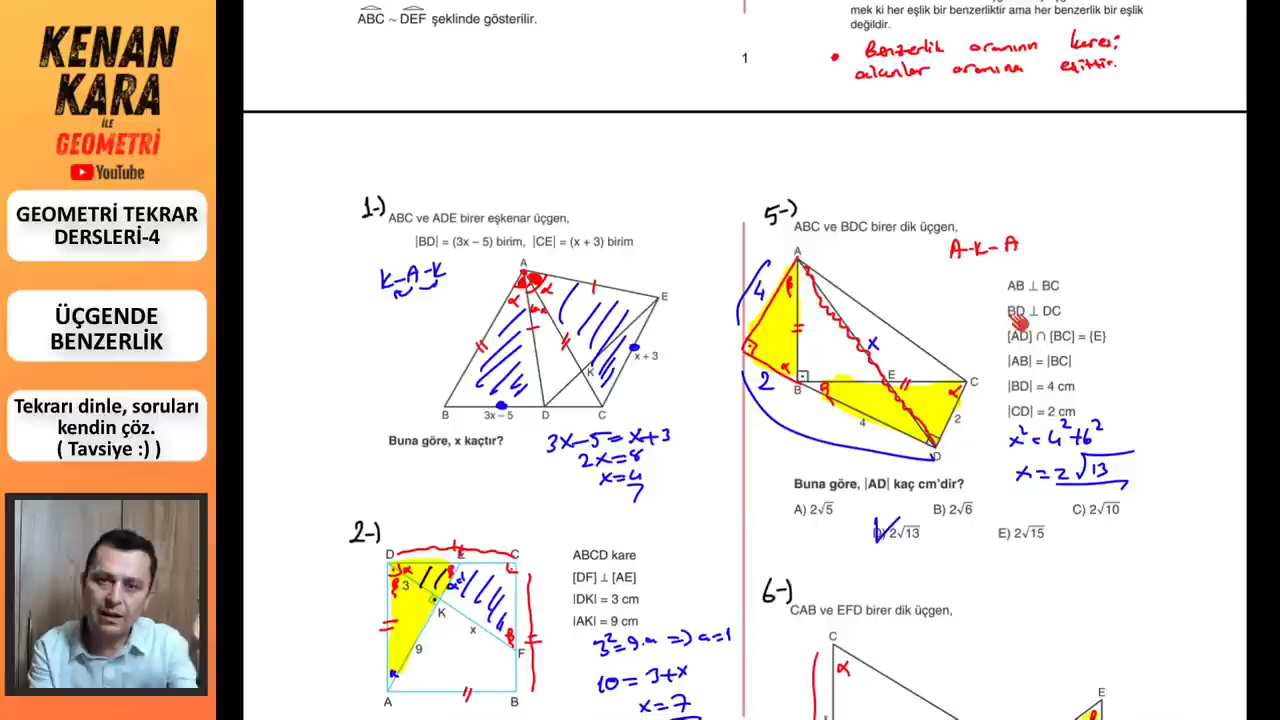 KENAN
KARA
İLE
GEOMETRİ
YouTube
GEOMETRİ TEKRAR
DERSLERİ-4
ÜÇGENDE
BENZERLİK
Tekrarı dinle, soruları
kendin çöz.
( Tavsiye :) )
ABC ~ DEF şeklinde gösterilir.
mek ki her eşlik bir benzerliktir ama her benzerlik bir eşlik
değildir.
1
• Benzerlik oranının karesi
alanlar oranına eşittir.
1-)
ABC ve ADE birer eşkenar üçgen,
|BD| = (3x – 5) birim, |CE| = (x + 3) birim
K-A-K
A
α
α
E
x + 3
K
B
3x – 5
D
C
Buna göre, x kaçtır?
3x-5=x+3
2x=8
x=4
2-)
D
E
C
3
K
x
9
F
A
B
ABCD kare
[DF] ⊥ [AE]
|DK| = 3 cm
|AK| = 9 cm
3²=9.a => a=1
10 = 3+x
x=7
5-)
ABC ve BDC birer dik üçgen,
A-K-A
A
4
β
x
α
2
B
E
C
α
4
2
D
AB ⊥ BC
BD ⊥ DC
[AD] ∩ [BC] = {E}
|AB| = |BC|
|BD| = 4 cm
|CD| = 2 cm
x²=4²+6²
x=2√13
Buna göre, |AD| kaç cm'dir?
A) 2√5
B) 2√6
C) 2√10
D) 2√13
E) 2√15
6-)
CAB ve EFD birer dik üçgen,
C
α
E